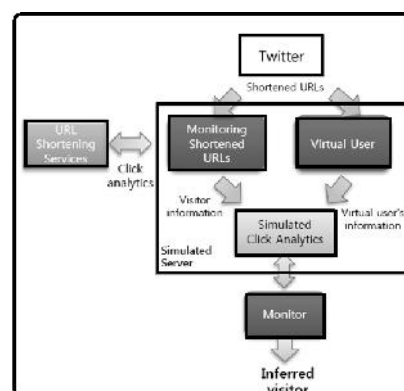 Twitter
Shortened URLs
URL
Shortening
Services
Click
analytics
Monitoring
Shortened
URLs
Virtual User
Visitor
information
Virtual user's
information
Simulated
Click Analytics
Simulated
Server
Monitor
Inferred
visitor